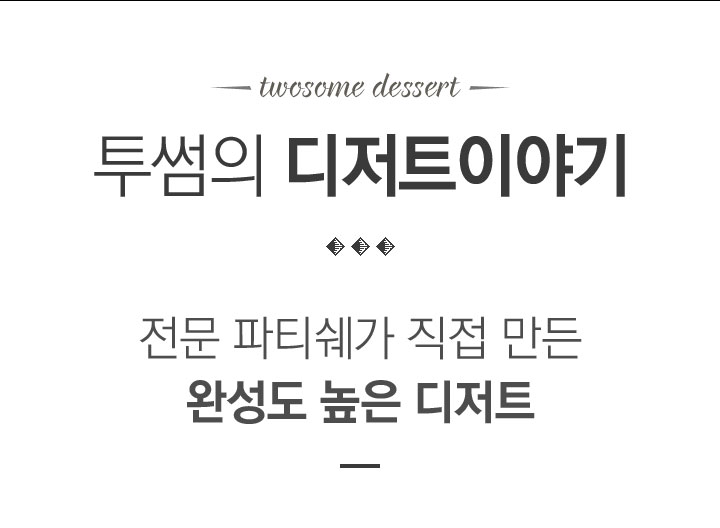 twosome dessert
투썸의 디저트이야기
전문 파티쉐가 직접 만든
완성도 높은 디저트